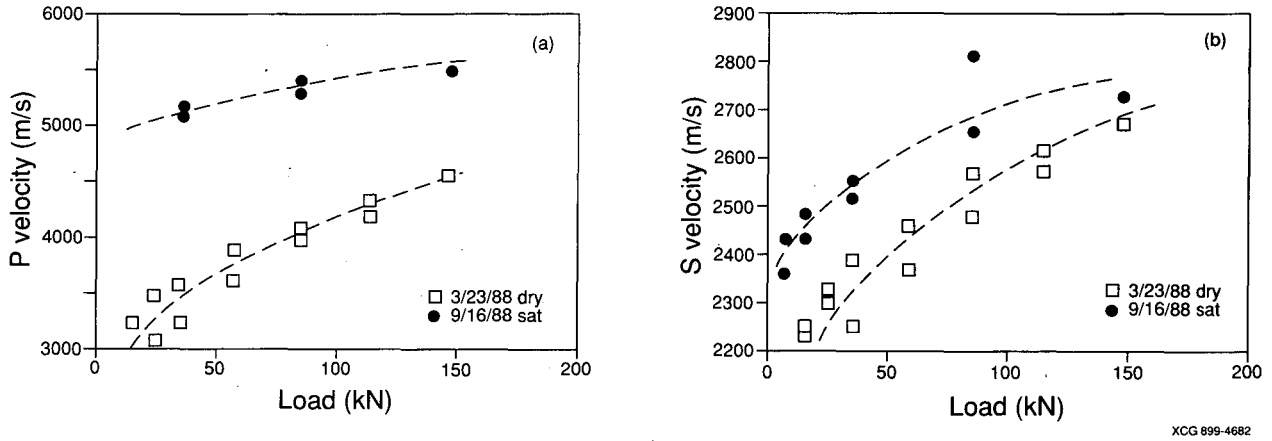 6000
5000
4000
3000
P velocity (m/s)
(a)
3/23/88 dry
9/16/88 sat
0 50 100 150 200
Load (kN)
2900
2800
2700
2600
2500
2400
2300
2200
S velocity (m/s)
(b)
3/23/88 dry
9/16/88 sat
0 50 100 150 200
Load (kN)
XCG 899-4682